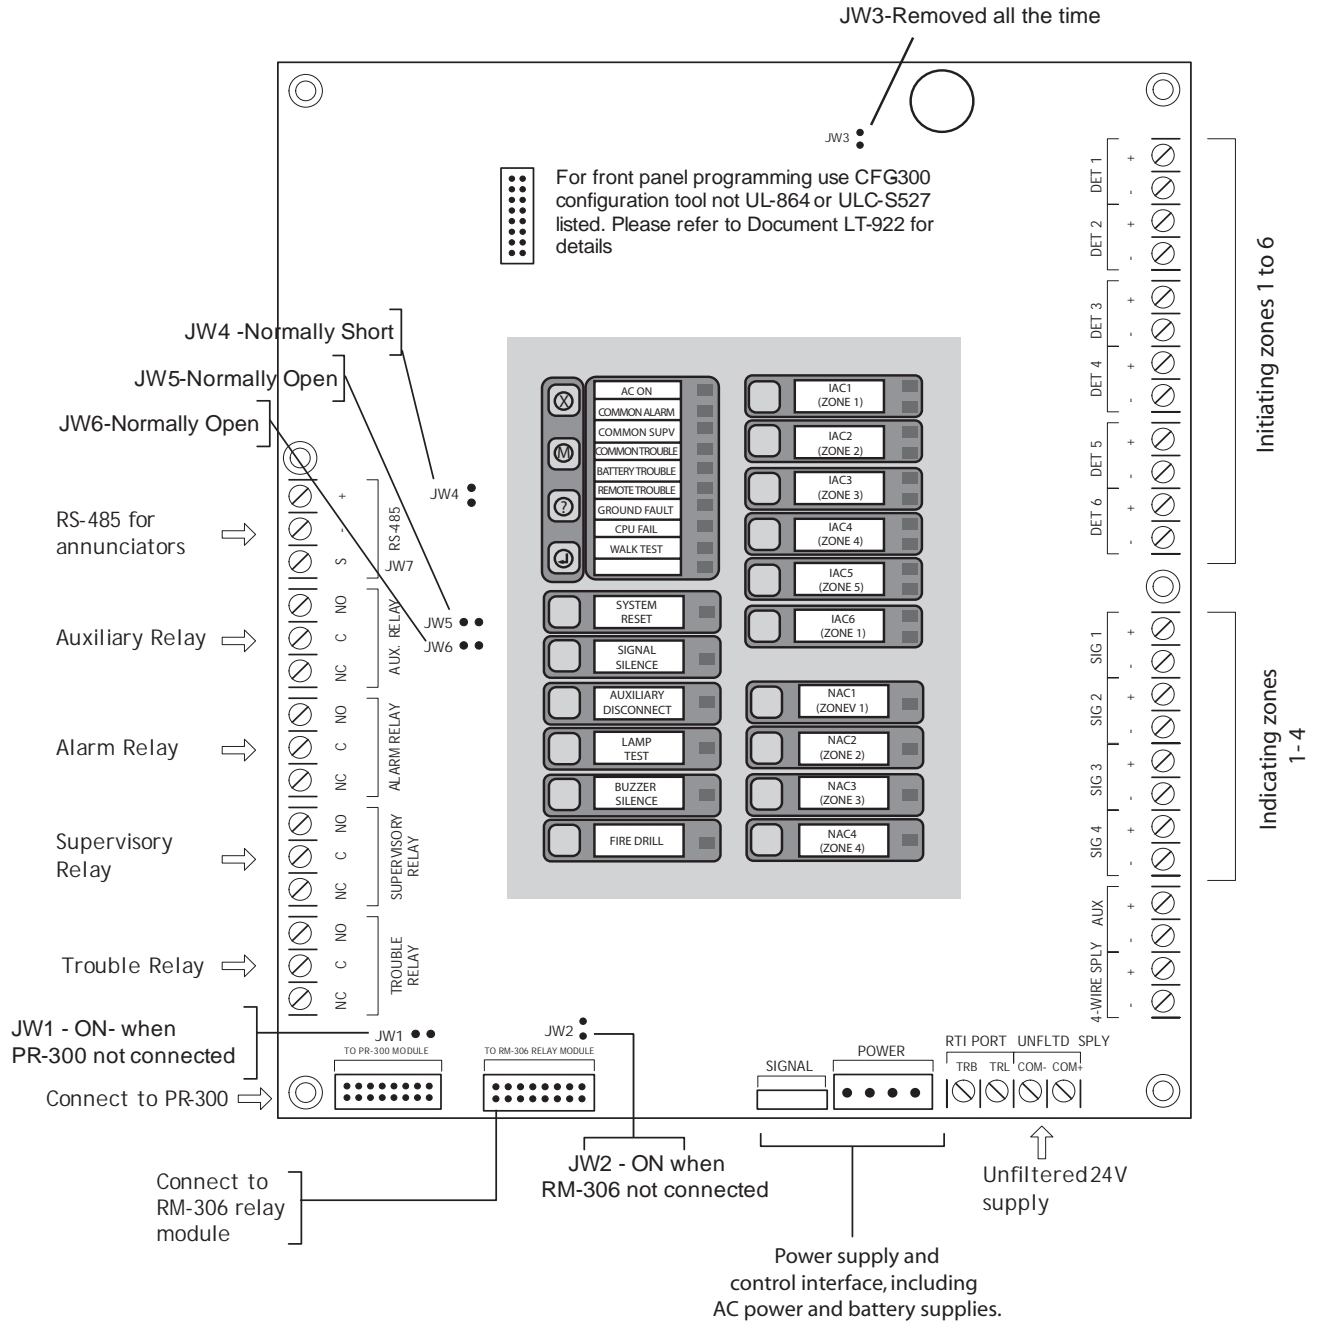 JW3-Removed all the time
JW3
For front panel programming use CFG300
configuration tool not UL-864 or ULC-S527
listed. Please refer to Document LT-922 for
details
JW4 -Normally Short
JW5-Normally Open
JW6-Normally Open
JW4
JW5
JW6
RS-485 for
annunciators
Auxiliary Relay
Alarm Relay
Supervisory
Relay
Trouble Relay
+
-
S
RS-485
JW7
NO
C
NC
AUX. RELAY
NO
C
NC
ALARM RELAY
NO
C
NC
SUPERVISORY
RELAY
NO
C
NC
TROUBLE
RELAY
X
M
?
AC ON
COMMON ALARM
COMMON SUPV
COMMON TROUBLE
BATTERY TROUBLE
REMOTE TROUBLE
GROUND FAULT
CPU FAIL
WALK TEST
SYSTEM
RESET
SIGNAL
SILENCE
AUXILIARY
DISCONNECT
LAMP
TEST
BUZZER
SILENCE
FIRE DRILL
IAC1
(ZONE 1)
IAC2
(ZONE 2)
IAC3
(ZONE 3)
IAC4
(ZONE 4)
IAC5
(ZONE 5)
IAC6
(ZONE 1)
NAC1
(ZONEV 1)
NAC2
(ZONE 2)
NAC3
(ZONE 3)
NAC4
(ZONE 4)
DET 1
+
-
DET 2
+
-
DET 3
+
-
DET 4
+
-
DET 5
+
-
DET 6
+
-
Initiating zones 1 to 6
SIG 1
+
-
SIG 2
+
-
SIG 3
+
-
SIG 4
+
-
Indicating zones
1- 4
AUX
+
-
4-WIRE SPLY
+
-
JW1 - ON- when
PR-300 not connected
Connect to PR-300
JW1
TO PR-300 MODULE
JW2
TO RM-306 RELAY MODULE
SIGNAL
POWER
RTI PORT UNFLTD SPLY
TRB TRL COM- COM+
Connect to
RM-306 relay
module
JW2 - ON when
RM-306 not connected
Unfiltered 24V
supply
Power supply and
control interface, including
AC power and battery supplies.